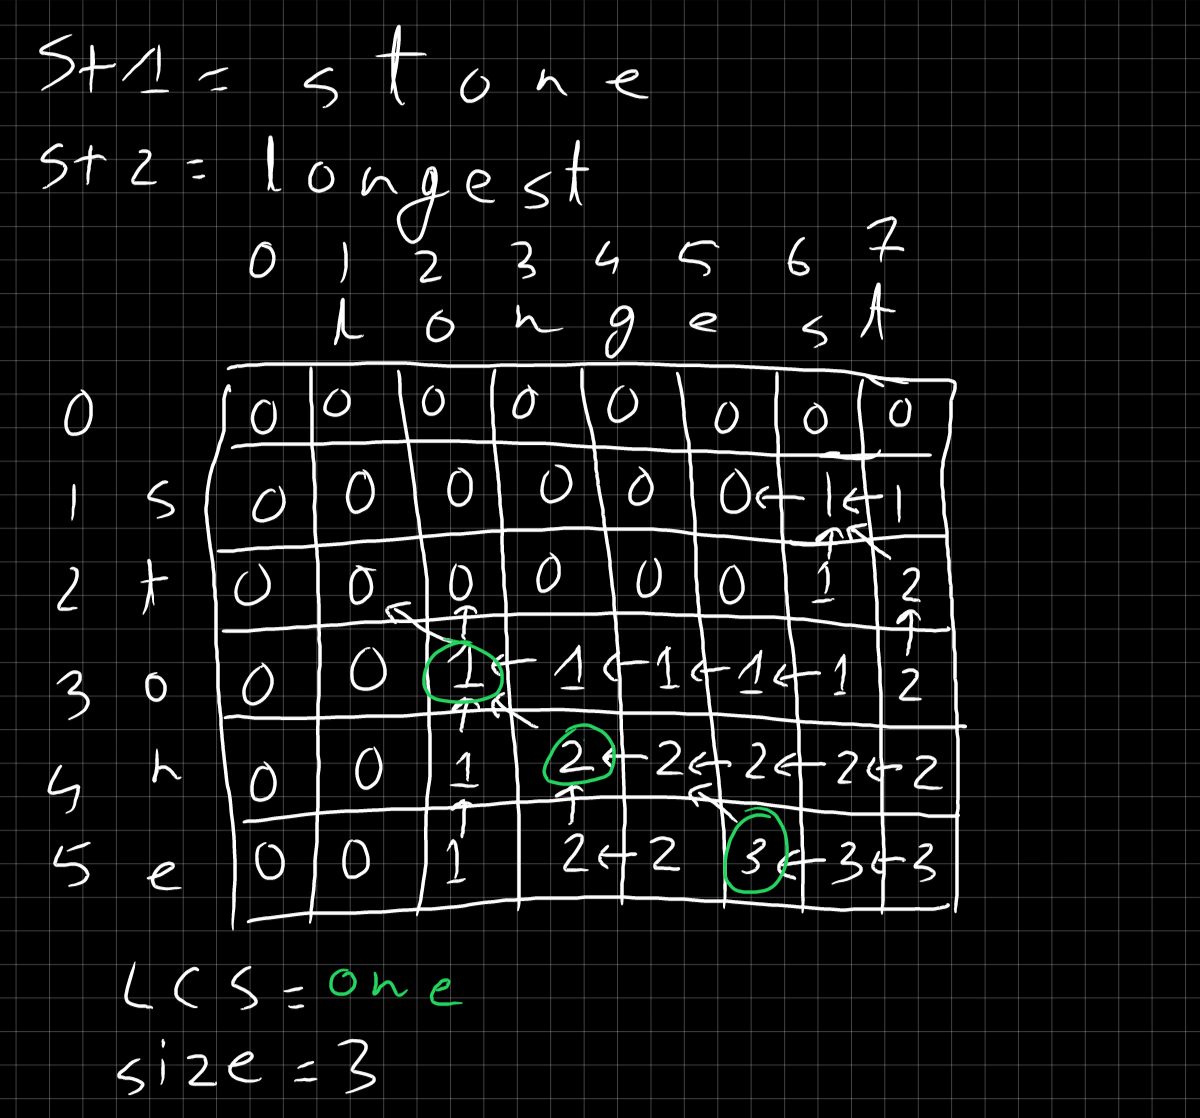 St1 = stone
St2 = longest
0 1 2 3 4 5 6 7
l o n g e s t
0 0 0 0 0 0 0 0 0
1 s 0 0 0 0 0 0 ← 1 ← 1
2 t 0 0 0 0 0 0 1 2
3 o 0 0 1 ← 1 ← 1 ← 1 ← 1 2
4 n 0 0 1 2 ← 2 ← 2 ← 2 ← 2
5 e 0 0 1 2 ← 2 3 ← 3 ← 3
LCS = one
size = 3